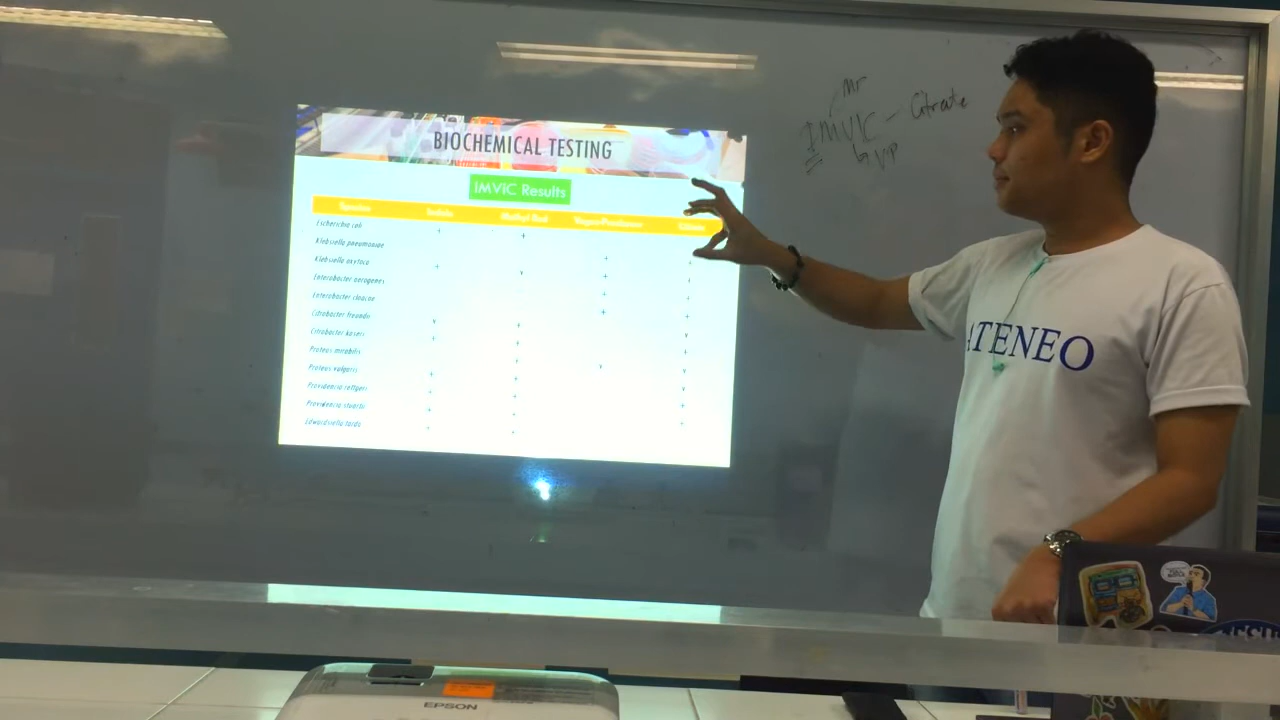 BIOCHEMICAL TESTING
IMViC Results
Species Indole Methyl Red Voges-Proskauer Citrate
Escherichia coli + +
Klebsiella pneumoniae
Klebsiella oxytoca
Enterobacter aerogenes
Enterobacter cloacae
Citrobacter freundii
Citrobacter koseri
Proteus mirabilis
Proteus vulgaris
Providencia rettgeri
Providencia stuartii
Edwardsiella tarda
Mr
IMVIC - Citrate
VP
ATENEO
EPSON